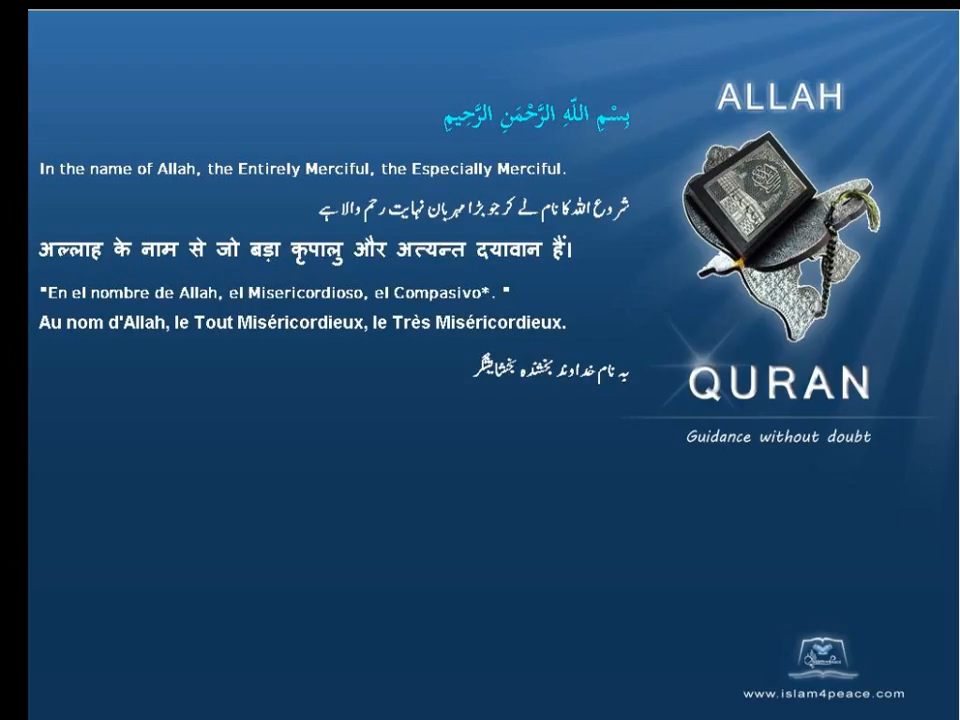 بِسْمِ اللَّهِ الرَّحْمَنِ الرَّحِيمِ
In the name of Allah, the Entirely Merciful, the Especially Merciful.
شروع الله کا نام لے کر جو بڑا مہربان نہایت رحم والا ہے
अल्लाह के नाम से जो बड़ा कृपालु और अत्यन्त दयावान हैं।
"En el nombre de Allah, el Misericordioso, el Compasivo*. "
Au nom d'Allah, le Tout Miséricordieux, le Très Miséricordieux.
به نام خداوند بخشنده بخشایشگر
ALLAH
QURAN
Guidance without doubt
www.islam4peace.com